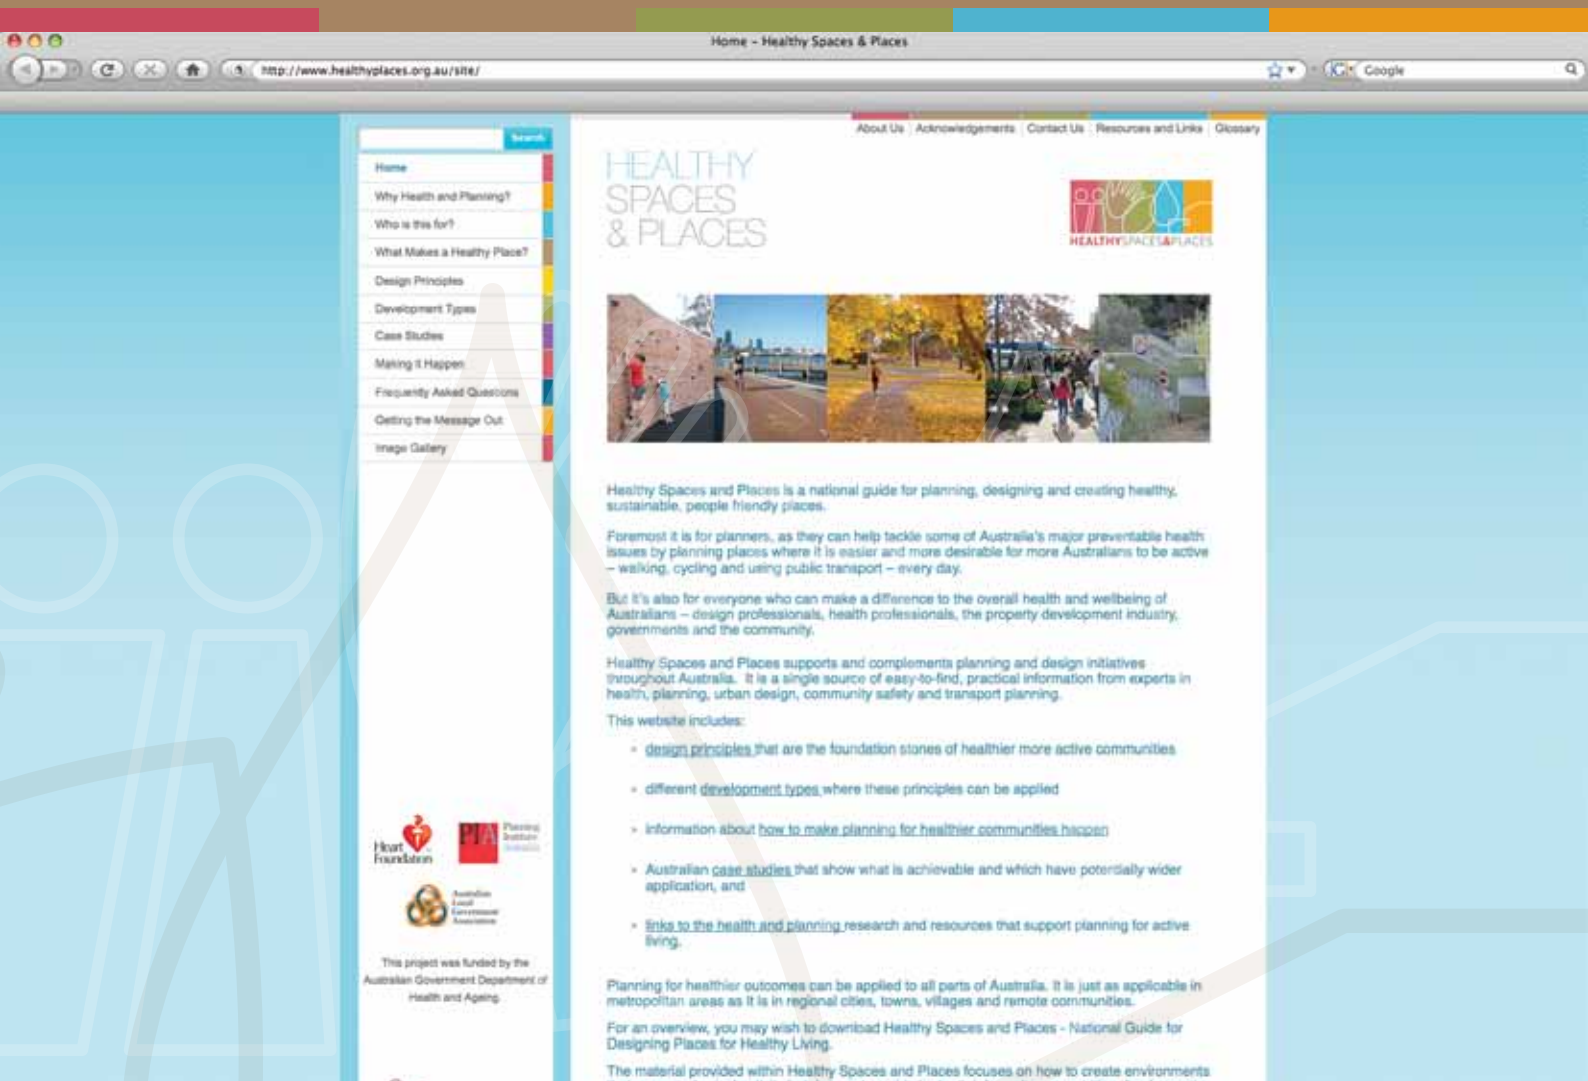 Home – Healthy Spaces & Places
http://www.healthyplaces.org.au/site/
Google
Search
About Us
Acknowledgements
Contact Us
Resources and Links
Glossary
Home
Why Health and Planning?
Who is this for?
What Makes a Healthy Place?
Design Principles
Development Types
Case Studies
Making it Happen
Frequently Asked Questions
Getting the Message Out
Image Gallery
HEALTHY
SPACES
& PLACES
HEALTHYSPACES&PLACES
Healthy Spaces and Places is a national guide for planning, designing and creating healthy,
sustainable, people friendly places.
Foremost it is for planners, as they can help tackle some of Australia's major preventable health
issues by planning places where it is easier and more desirable for more Australians to be active
– walking, cycling and using public transport – every day.
But it's also for everyone who can make a difference to the overall health and wellbeing of
Australians – design professionals, health professionals, the property development industry,
governments and the community.
Healthy Spaces and Places supports and complements planning and design initiatives
throughout Australia. It is a single source of easy-to-find, practical information from experts in
health, planning, urban design, community safety and transport planning.
This website includes:
» design principles that are the foundation stones of healthier more active communities
» different development types where these principles can be applied
» information about how to make planning for healthier communities happen
» Australian case studies that show what is achievable and which have potentially wider
application, and
» links to the health and planning research and resources that support planning for active
living.
Planning for healthier outcomes can be applied to all parts of Australia. It is just as applicable in
metropolitan areas as it is in regional cities, towns, villages and remote communities.
For an overview, you may wish to download Healthy Spaces and Places - National Guide for
Designing Places for Healthy Living.
The material provided within Healthy Spaces and Places focuses on how to create environments
Heart
Foundation
PIA
Planning
Institute
Australia
Australian
Local
Government
Association
This project was funded by the
Australian Government Department of
Health and Ageing.